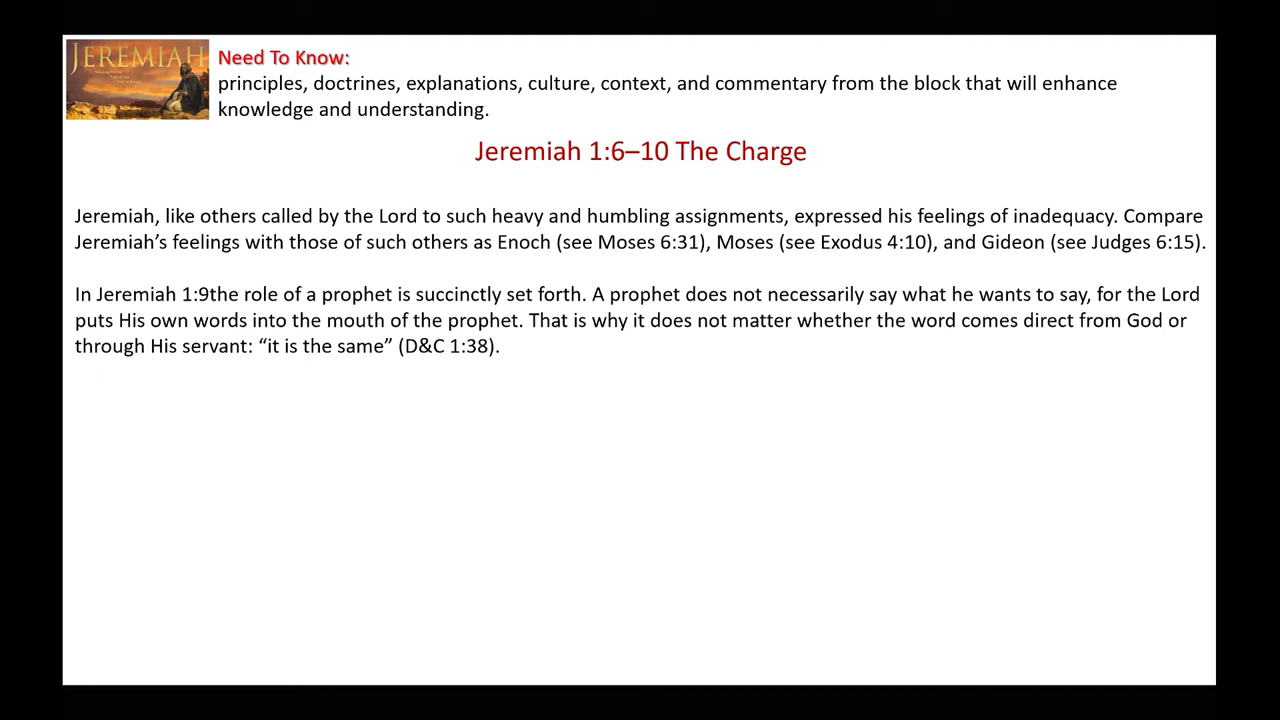 JEREMIAH
Need To Know:
principles, doctrines, explanations, culture, context, and commentary from the block that will enhance
knowledge and understanding.
Jeremiah 1:6–10 The Charge
Jeremiah, like others called by the Lord to such heavy and humbling assignments, expressed his feelings of inadequacy. Compare
Jeremiah’s feelings with those of such others as Enoch (see Moses 6:31), Moses (see Exodus 4:10), and Gideon (see Judges 6:15).
In Jeremiah 1:9the role of a prophet is succinctly set forth. A prophet does not necessarily say what he wants to say, for the Lord
puts His own words into the mouth of the prophet. That is why it does not matter whether the word comes direct from God or
through His servant: “it is the same” (D&C 1:38).